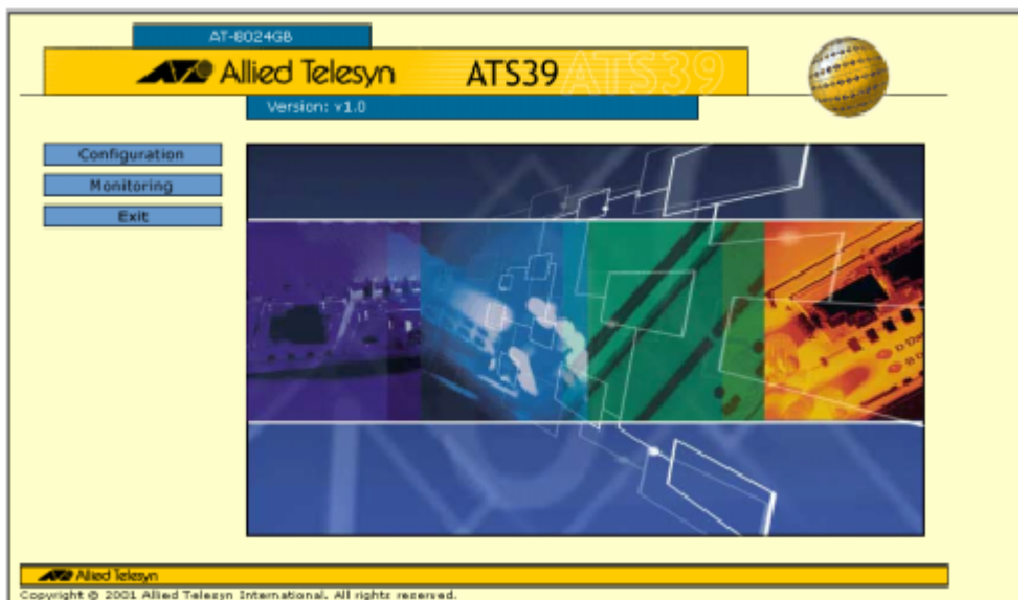 AT-8024GB
Allied Telesyn ATS39 ATS39
Version: v1.0
Configuration
Monitoring
Exit
Allied Telesyn
Copyright © 2001 Allied Telesyn International. All rights reserved.